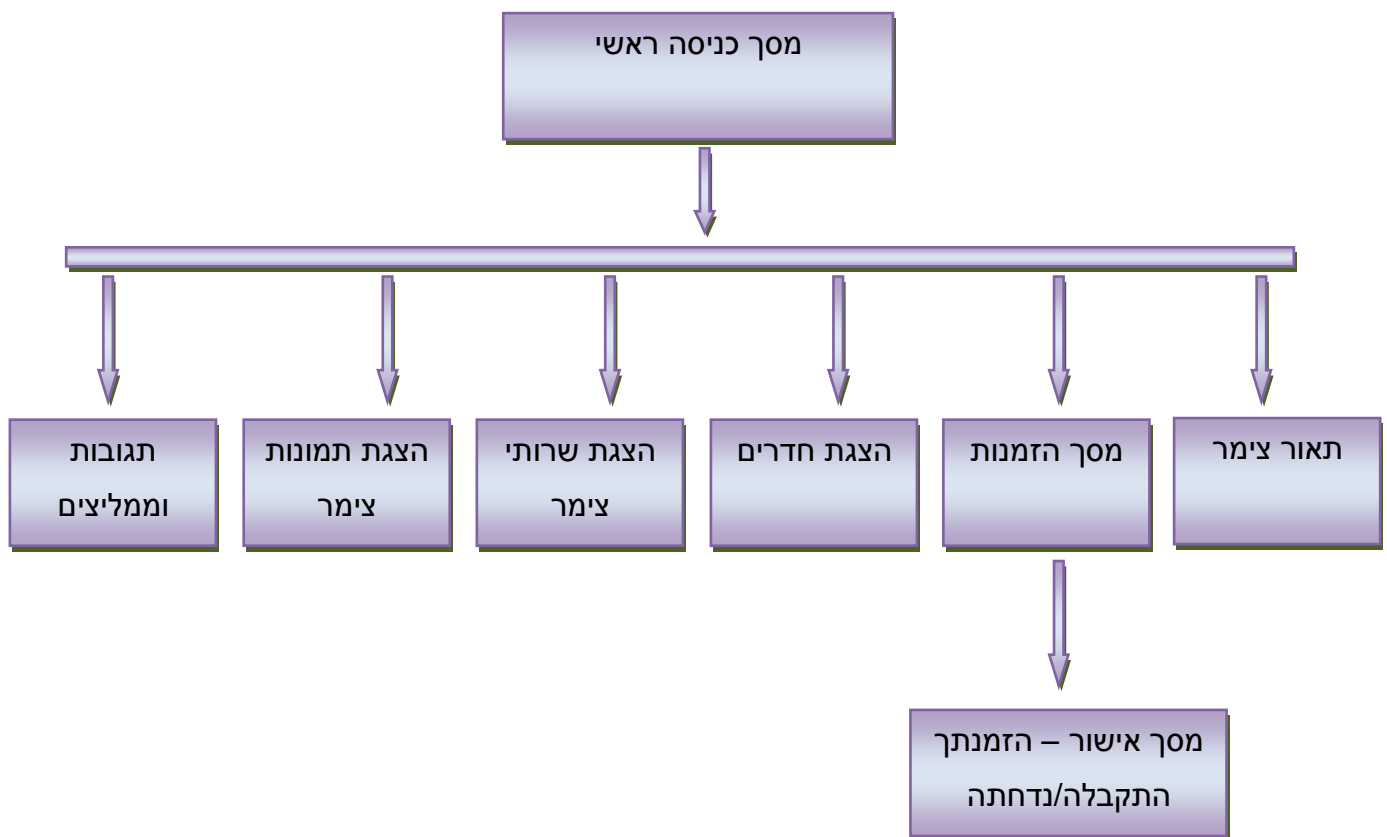 מסך כניסה ראשי
תאור צימר
מסך הזמנות
הצגת חדרים
הצגת שרותי
צימר
הצגת תמונות
צימר
תגובות
וממליצים
מסך אישור – הזמנתך
התקבלה/נדחתה